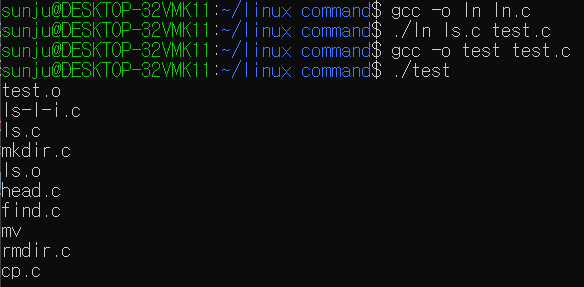 sunju@DESKTOP-32VMK11:~/linux command$ gcc -o ln ln.c
sunju@DESKTOP-32VMK11:~/linux command$ ./ln ls.c test.c
sunju@DESKTOP-32VMK11:~/linux command$ gcc -o test test.c
sunju@DESKTOP-32VMK11:~/linux command$ ./test
test.o
ls-l-i.c
ls.c
mkdir.c
ls.o
head.c
find.c
mv
rmdir.c
cp.c